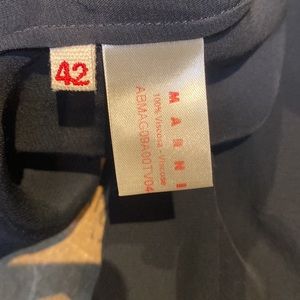 42
MARNI
100% Viscosa - Viscose
ABMAC09A00TV04